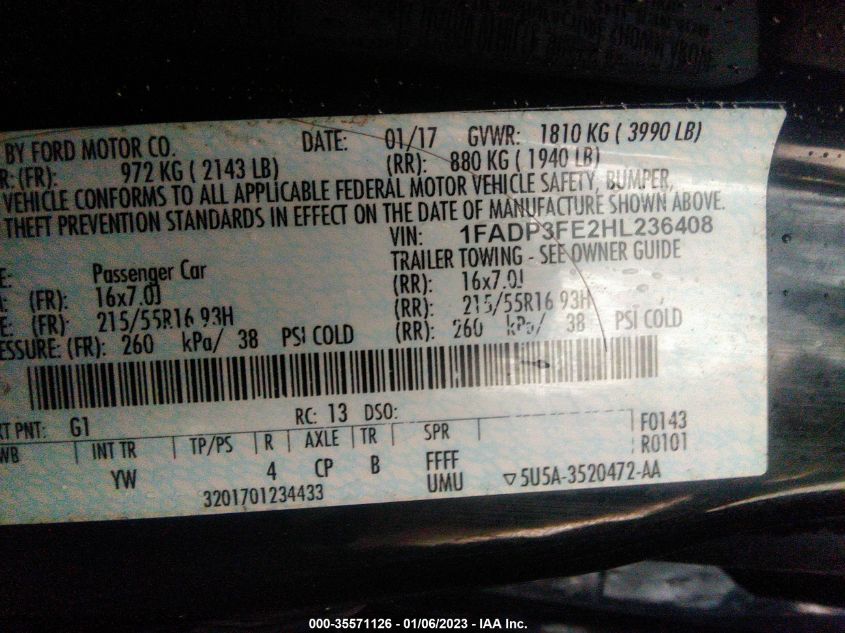 BY FORD MOTOR CO. DATE: 01/17 GVWR: 1810 KG ( 3990 LB)
R: (FR): 972 KG ( 2143 LB) (RR): 880 KG ( 1940 LB)
VEHICLE CONFORMS TO ALL APPLICABLE FEDERAL MOTOR VEHICLE SAFETY, BUMPER,
THEFT PREVENTION STANDARDS IN EFFECT ON THE DATE OF MANUFACTURE SHOWN ABOVE.
VIN: 1FADP3FE2HL236408
E: Passenger Car TRAILER TOWING - SEE OWNER GUIDE
(FR): 16x7.0J (RR): 16x7.0J
E: (FR): 215/55R16 93H (RR): 215/55R16 93H
ESSURE: (FR): 260 kPa/ 38 PSI COLD (RR): 260 kPa/ 38 PSI COLD
XT PNT: G1 RC: 13 DSO: F0143
WB INT TR TP/PS R AXLE TR SPR R0101
YW 4 CP B FFFF
UMU ▽5U5A-3520472-AA
3201701234433
000-35571126 - 01/06/2023 - IAA Inc.